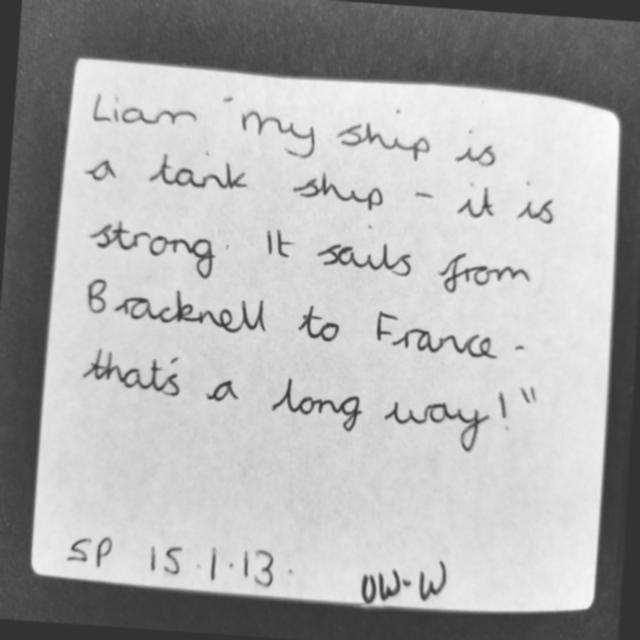 Liam "my ship is
a tank ship - it is
strong. It sails from
Bracknell to France -
that's a long way!"
SP 15.1.13. UW-W